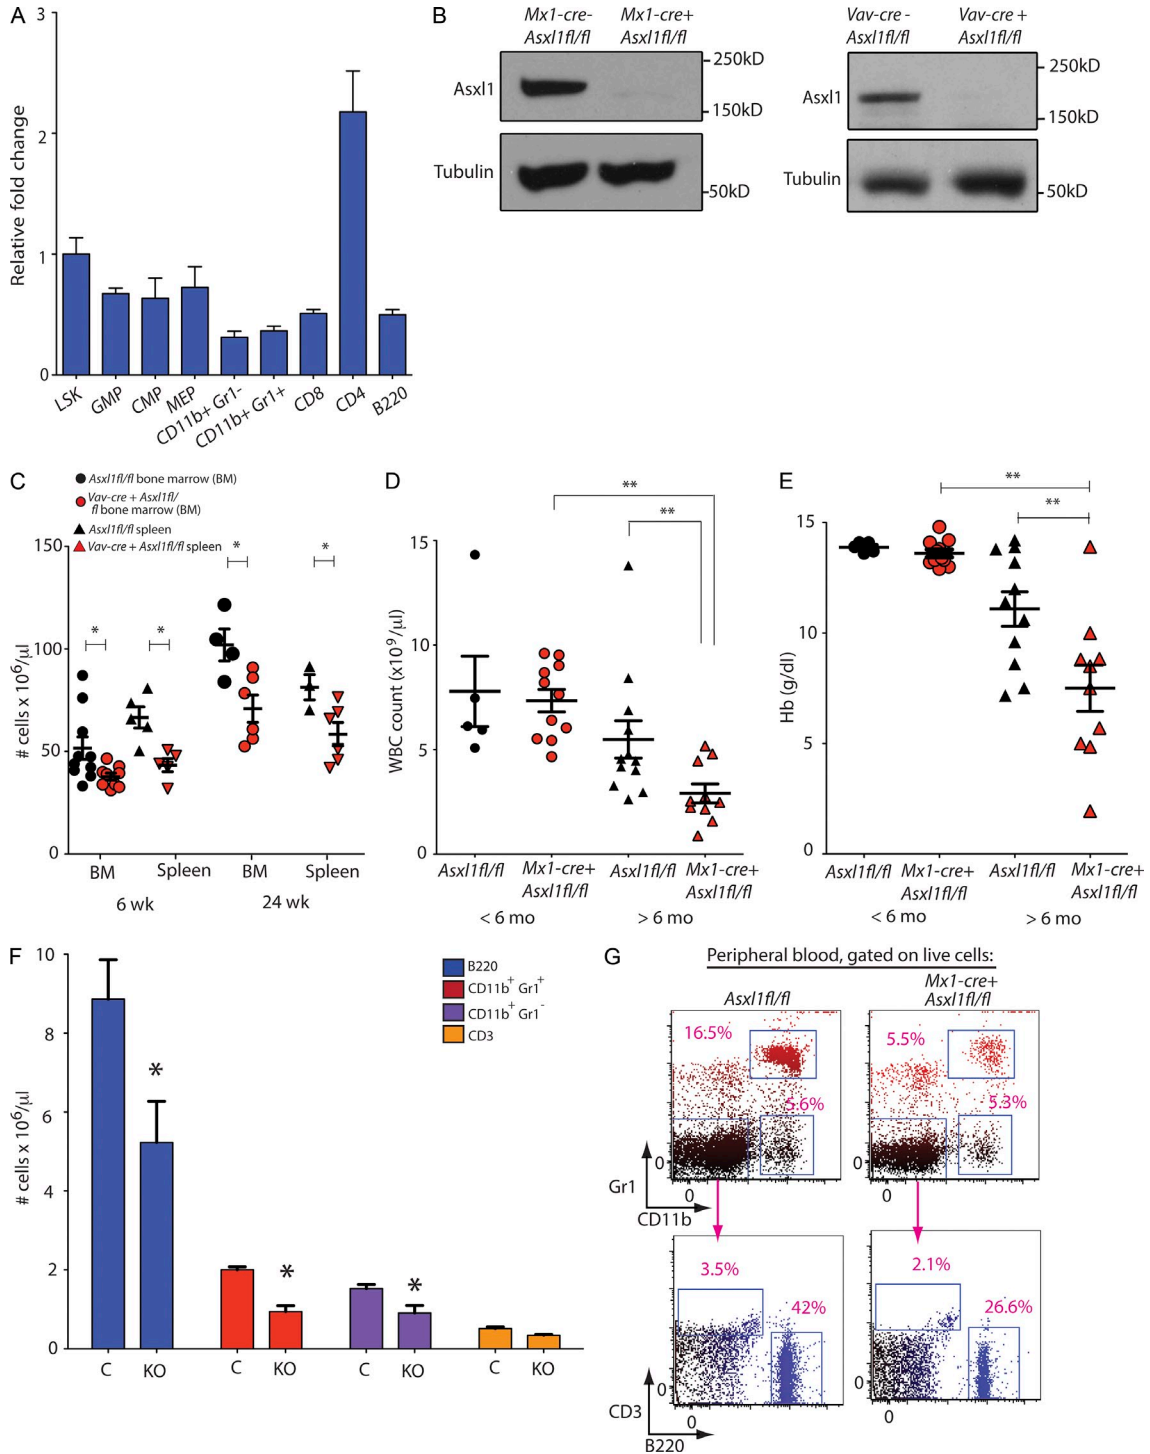 A
3
2
1
0
Relative fold change
LSK
GMP
CMP
MEP
CD11b+ Gr1-
CD11b+ Gr1+
CD8
CD4
B220
B
Mx1-cre- Mx1-cre+
Asxl1fl/fl Asxl1fl/fl
Asxl1
250kD
150kD
Tubulin
50kD
Vav-cre - Vav-cre +
Asxl1fl/fl Asxl1fl/fl
Asxl1
250kD
150kD
Tubulin
50kD
C
Asxl1fl/fl bone marrow (BM)
Vav-cre + Asxl1fl/
fl bone marrow (BM)
Asxl1fl/fl spleen
Vav-cre + Asxl1fl/fl spleen
150
100
50
0
# cells x 10⁶/µl
* * * *
BM Spleen BM Spleen
6 wk 24 wk
D
**
**
15
10
5
0
WBC count (x10⁹/µl)
Asxl1fl/fl Mx1-cre+ Asxl1fl/fl Mx1-cre+
Asxl1fl/fl Asxl1fl/fl
< 6 mo > 6 mo
E
**
**
15
10
5
0
Hb (g/dl)
Asxl1fl/fl Mx1-cre+ Asxl1fl/fl Mx1-cre+
Asxl1fl/fl Asxl1fl/fl
< 6 mo > 6 mo
F
10
8
6
4
2
0
# cells x 10⁶/µl
B220
CD11b⁺ Gr1⁺
CD11b⁺ Gr1⁻
CD3
* * *
C KO C KO C KO C KO
G
Peripheral blood, gated on live cells:
Asxl1fl/fl
Mx1-cre+
Asxl1fl/fl
16.5%
5.6%
5.5%
5.3%
0
0
0
0
Gr1
CD11b
3.5%
42%
2.1%
26.6%
0
0
0
0
CD3
B220